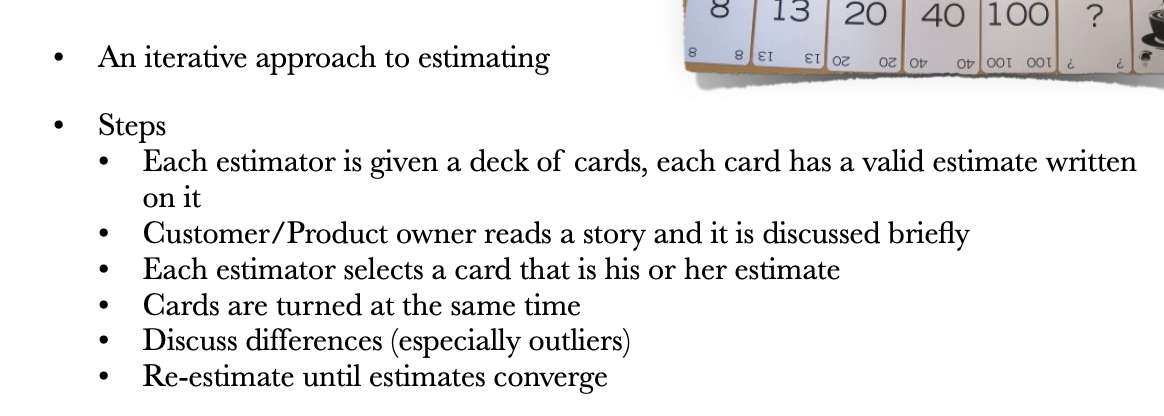 8 13 20 40 100 ?
8 8 13 13 20 20 40 40 100 100 ? ?
• An iterative approach to estimating
• Steps
• Each estimator is given a deck of cards, each card has a valid estimate written
on it
• Customer/Product owner reads a story and it is discussed briefly
• Each estimator selects a card that is his or her estimate
• Cards are turned at the same time
• Discuss differences (especially outliers)
• Re-estimate until estimates converge